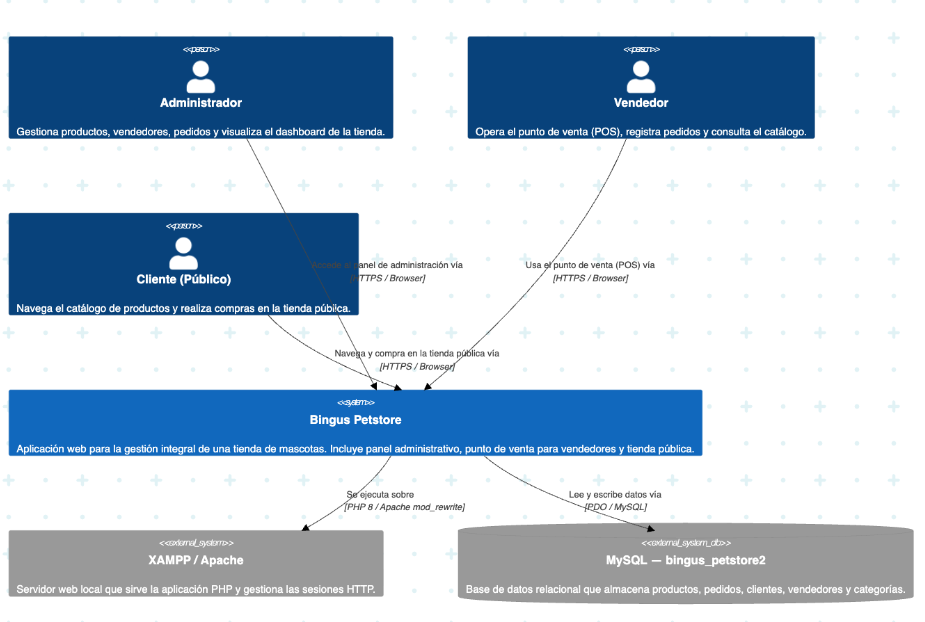 <<person>>
Administrador
Gestiona productos, vendedores, pedidos y visualiza el dashboard de la tienda.
<<person>>
Vendedor
Opera el punto de venta (POS), registra pedidos y consulta el catálogo.
<<person>>
Cliente (Público)
Navega el catálogo de productos y realiza compras en la tienda pública.
panel de administración vía
[HTTPS / Browser]
Usa el punto de venta (POS) vía
[HTTPS / Browser]
Navega y compra en la tienda pública vía
[HTTPS / Browser]
<<system>>
Bingus Petstore
Aplicación web para la gestión integral de una tienda de mascotas. Incluye panel administrativo, punto de venta para vendedores y tienda pública.
Se ejecuta sobre
[PHP 8 / Apache mod_rewrite]
Lee y escribe datos vía
[PDO / MySQL]
<<external_system>>
XAMPP / Apache
Servidor web local que sirve la aplicación PHP y gestiona las sesiones HTTP.
<<external_system_db>>
MySQL — bingus_petstore2
Base de datos relacional que almacena productos, pedidos, clientes, vendedores y categorías.